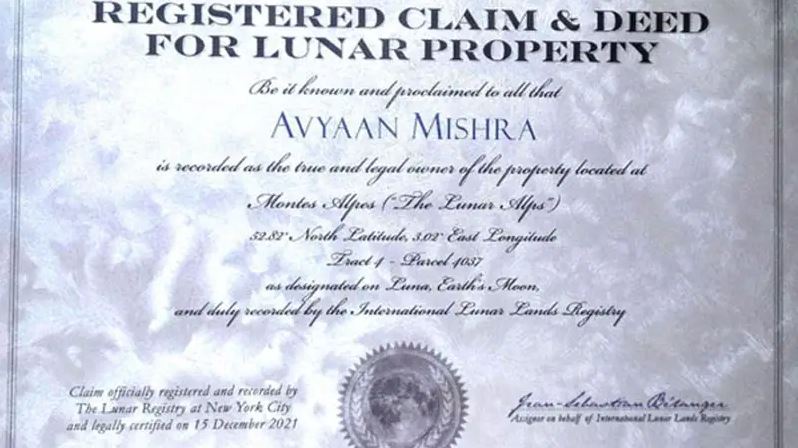 REGISTERED CLAIM & DEED
FOR LUNAR PROPERTY
Be it known and proclaimed to all that
AVYAAN MISHRA
is recorded as the true and legal owner of the property located at
Montes Alpes ("The Lunar Alps")
52.82° North Latitude, 3.02° East Longitude
Tract 4 - Parcel 4037
as designated on Luna, Earth's Moon,
and duly recorded by the International Lunar Lands Registry
Claim officially registered and recorded by
The Lunar Registry at New York City
and legally certified on 15 December 2021
Jean-Sébastian Bélanger
Assignor on behalf of International Lunar Lands Registry